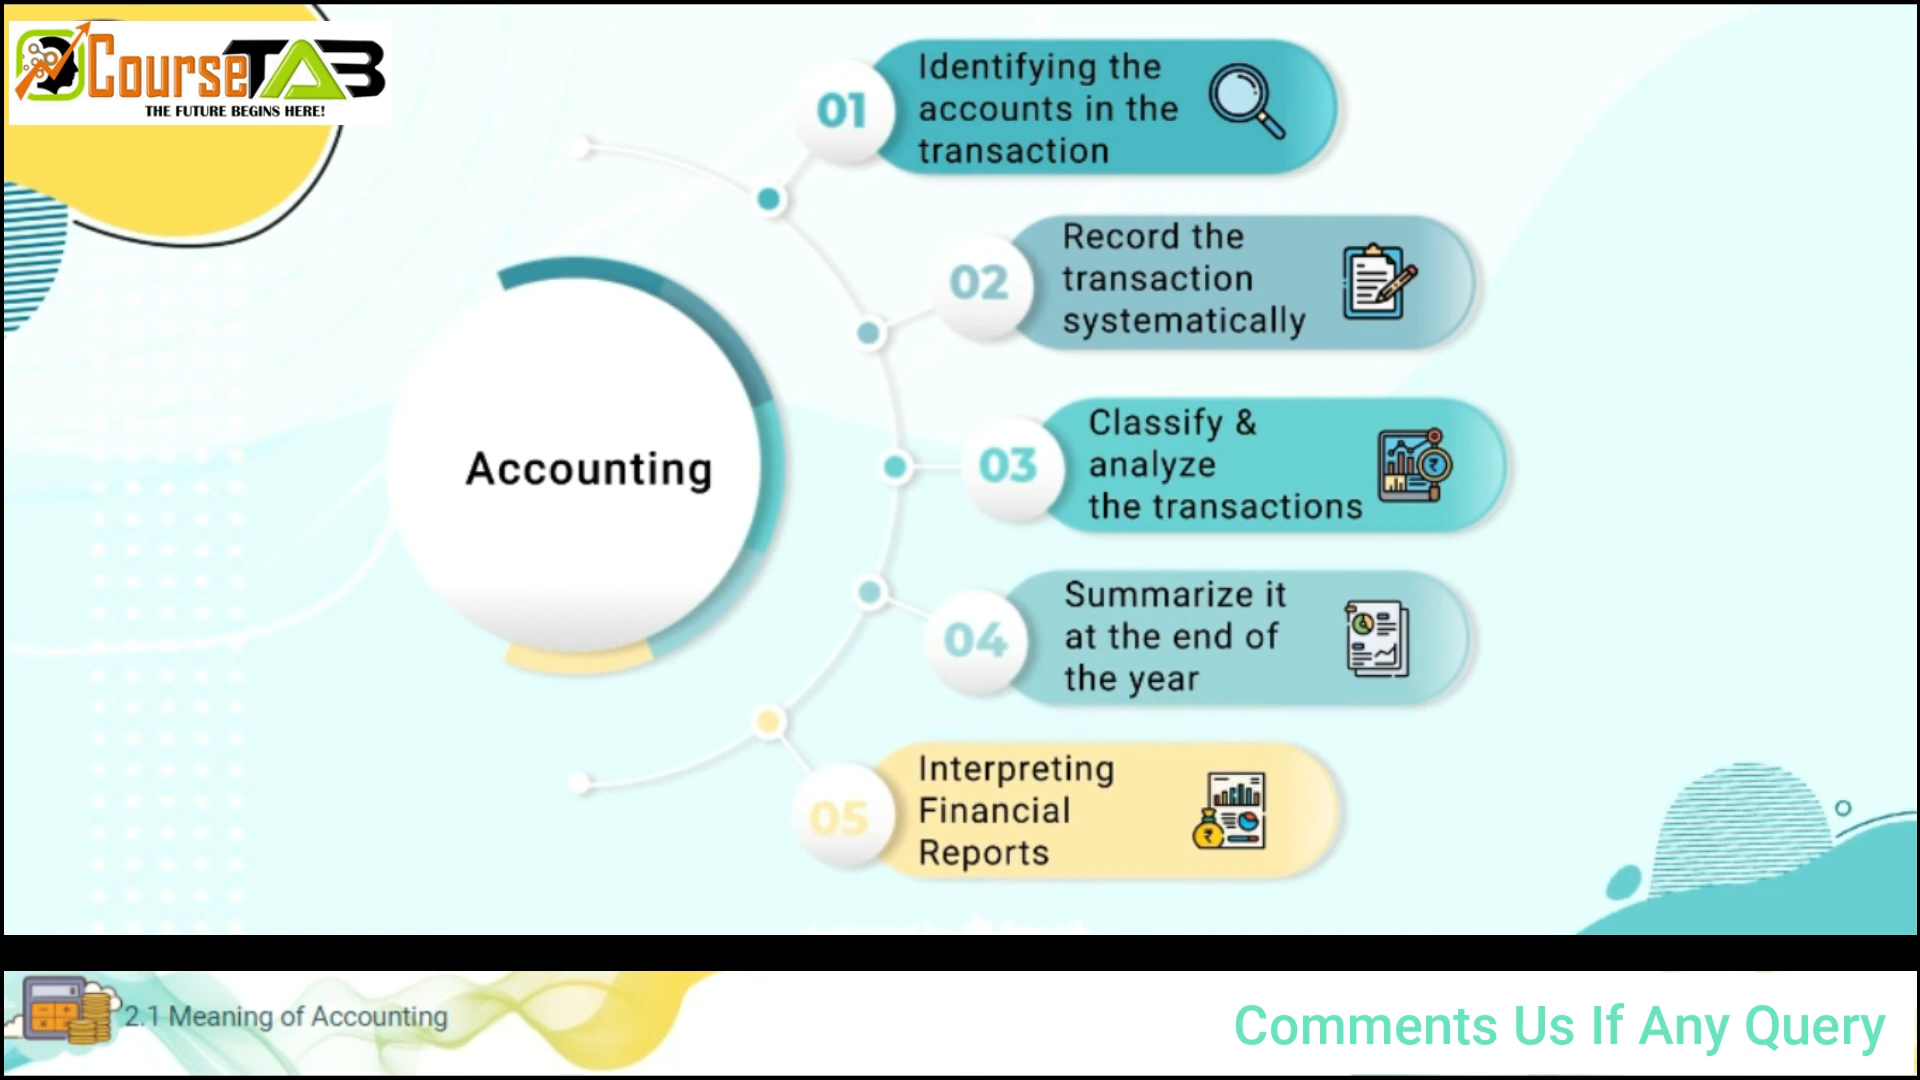 CourseTAB
THE FUTURE BEGINS HERE!
01
Identifying the
accounts in the
transaction
02
Record the
transaction
systematically
Accounting
03
Classify &
analyze
the transactions
04
Summarize it
at the end of
the year
05
Interpreting
Financial
Reports
2.1 Meaning of Accounting
Comments Us If Any Query